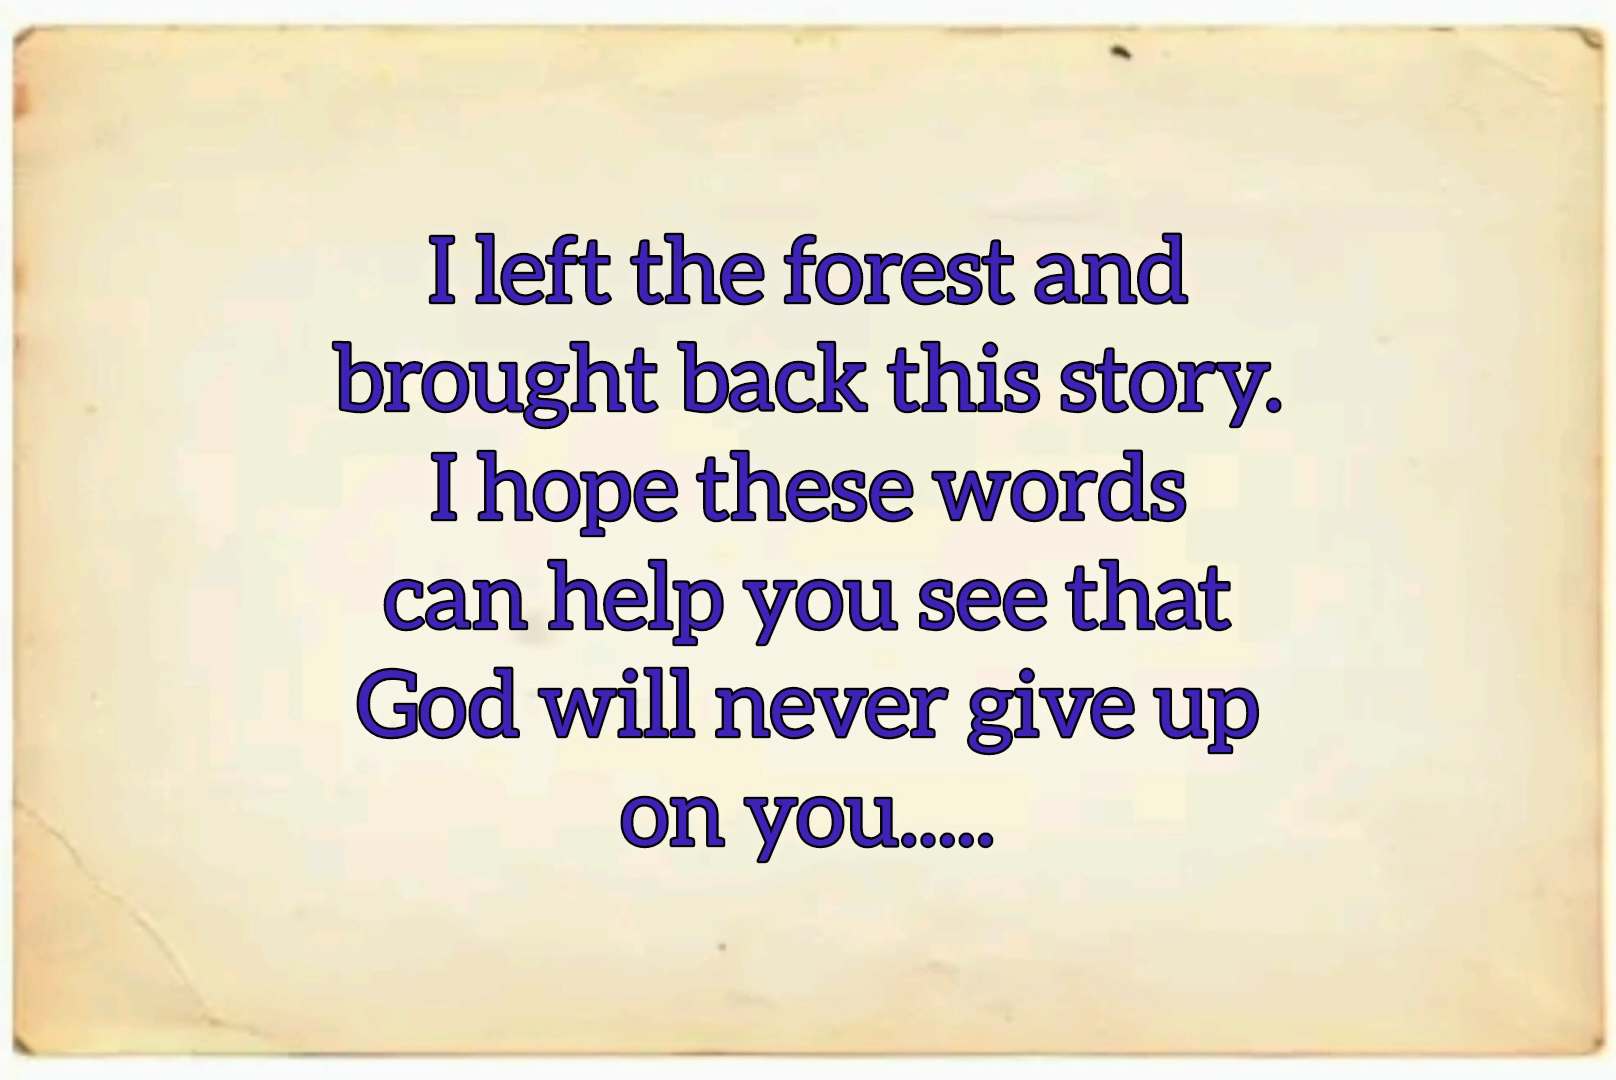 I left the forest and
brought back this story.
I hope these words
can help you see that
God will never give up
on you.....